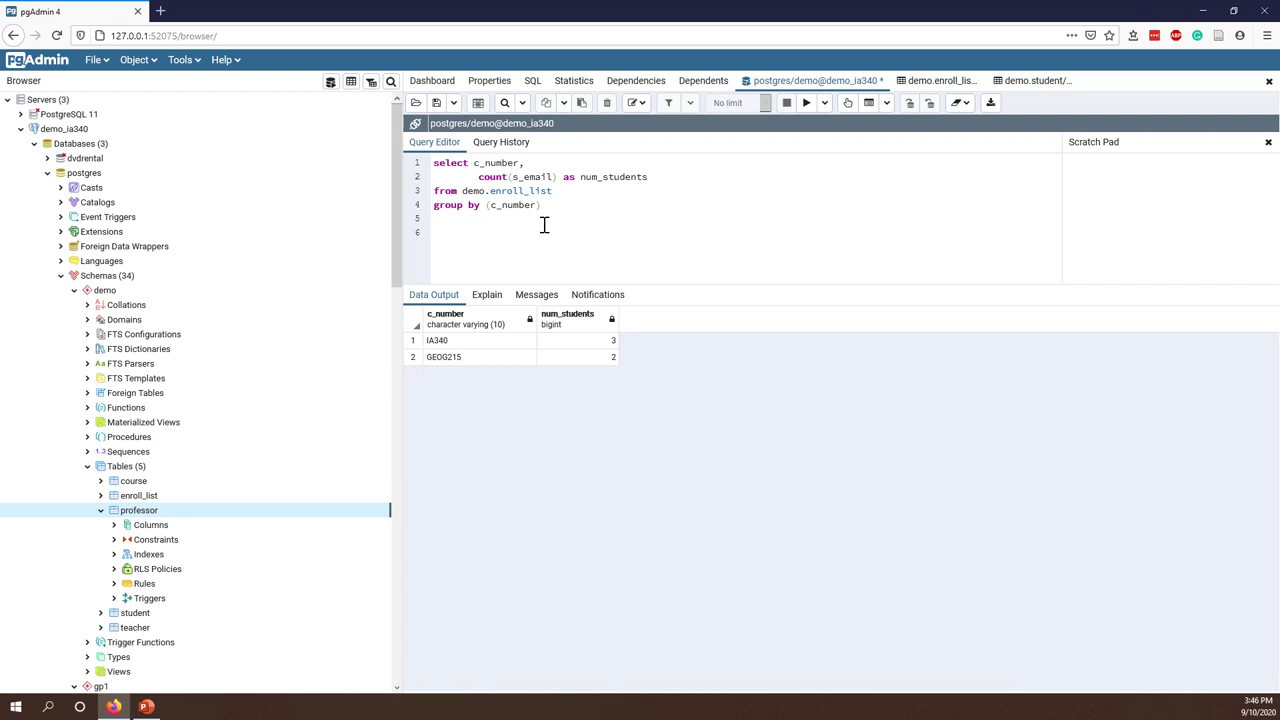 pgAdmin 4
127.0.0.1:52075/browser/
pgAdmin File Object Tools Help
Browser
Dashboard Properties SQL Statistics Dependencies Dependents postgres/demo@demo_ia340 * demo.enroll_lis... demo.student/...
No limit
postgres/demo@demo_ia340
Query Editor Query History Scratch Pad
1 select c_number,
2 count(s_email) as num_students
3 from demo.enroll_list
4 group by (c_number)
5
6
Data Output Explain Messages Notifications
c_number num_students
character varying (10) bigint
1 IA340 3
2 GEOG215 2
Servers (3)
PostgreSQL 11
demo_ia340
Databases (3)
dvdrental
postgres
Casts
Catalogs
Event Triggers
Extensions
Foreign Data Wrappers
Languages
Schemas (34)
demo
Collations
Domains
FTS Configurations
FTS Dictionaries
FTS Parsers
FTS Templates
Foreign Tables
Functions
Materialized Views
Procedures
Sequences
Tables (5)
course
enroll_list
professor
Columns
Constraints
Indexes
RLS Policies
Rules
Triggers
student
teacher
Trigger Functions
Types
Views
gp1
3:46 PM
9/10/2020